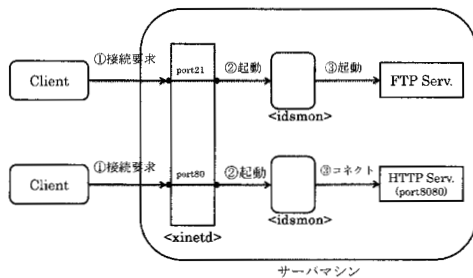 ①接続要求
port21
②起動
③起動
Client
FTP Serv.
<idsmon>
①接続要求
port80
②起動
③コネクト
Client
HTTP Serv.
(port8080)
<idsmon>
<xinetd>
サーバマシン